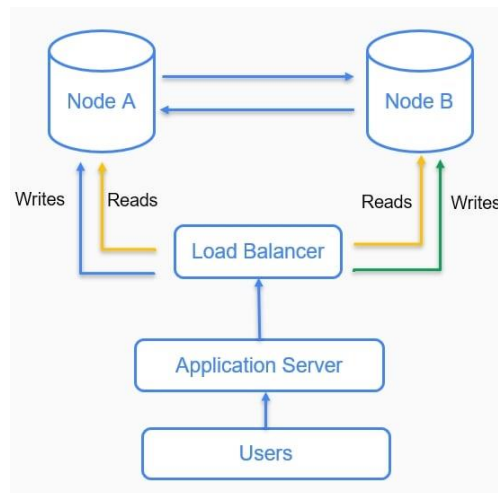 Node A
Node B
Writes
Reads
Reads
Writes
Load Balancer
Application Server
Users